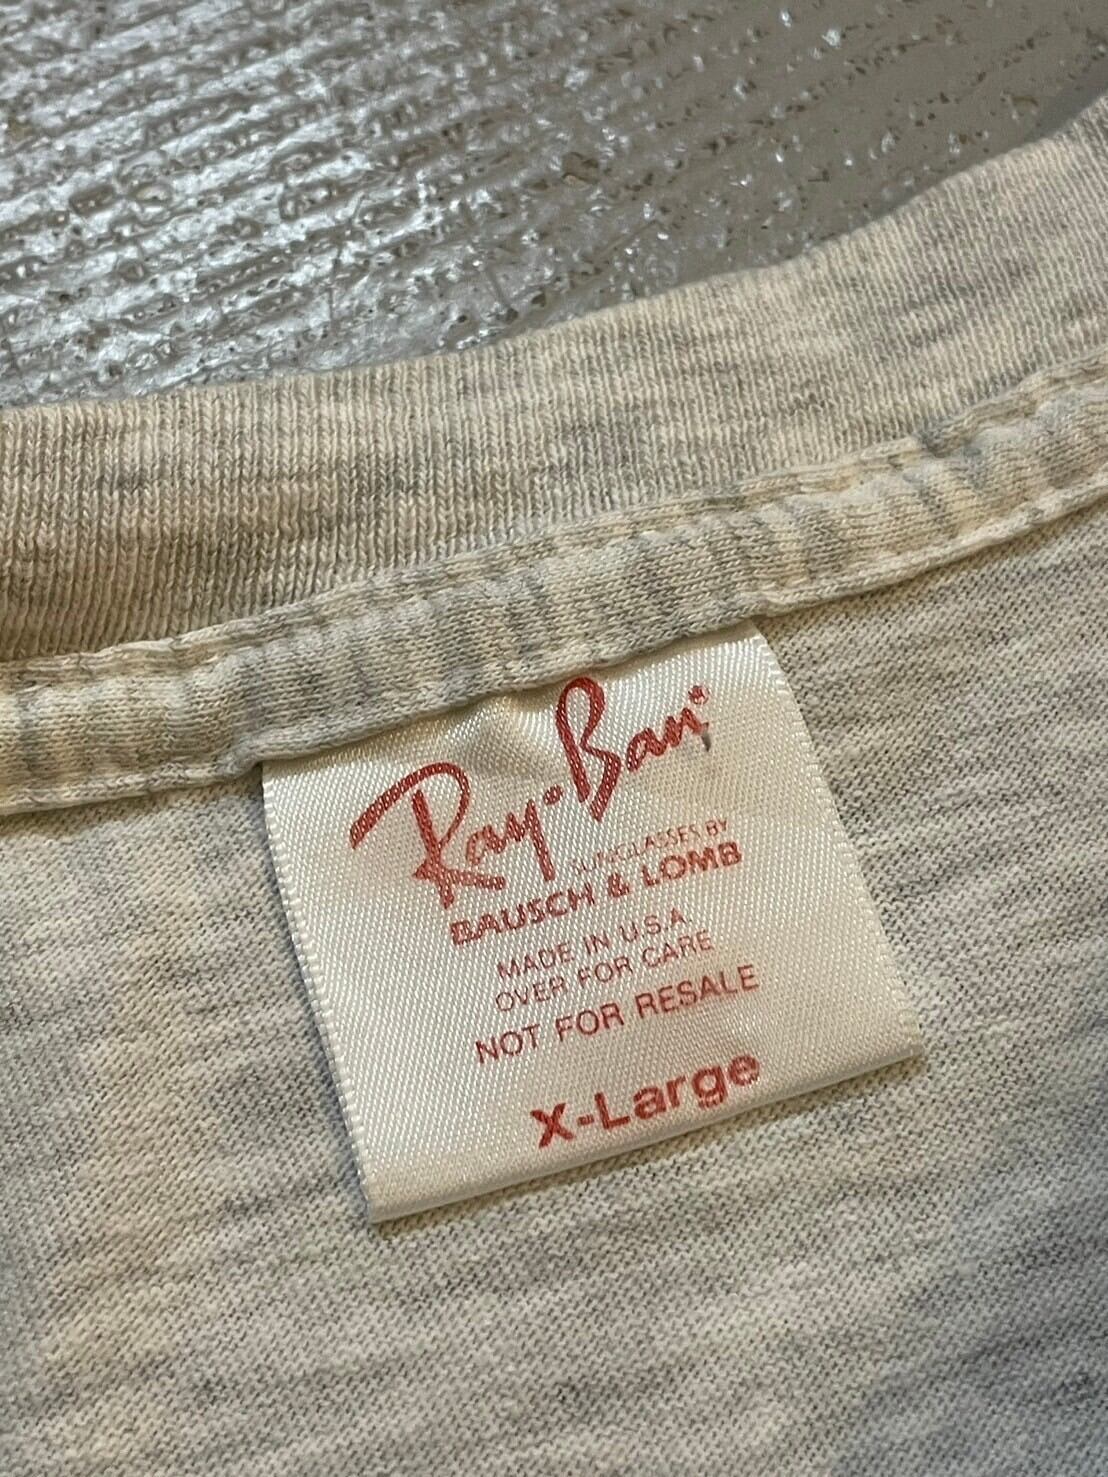 Ray-Ban®
SUNGLASSES BY
BAUSCH & LOMB
MADE IN U.S.A.
OVER FOR CARE
NOT FOR RESALE
X-Large